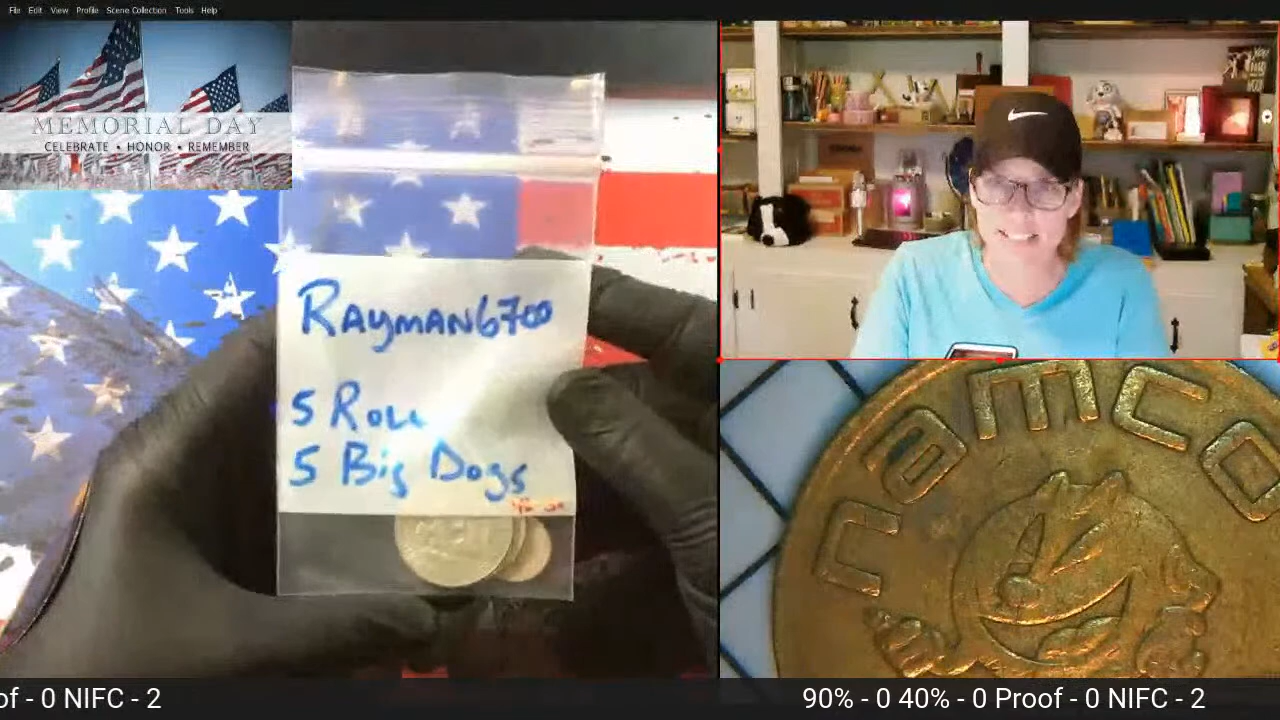 File Edit View Profile Scene Collection Tools Help
MEMORIAL DAY
CELEBRATE • HONOR • REMEMBER
RAYMAN6700
5 ROLL
5 Big Dogs
namco
of - 0 NIFC - 2
90% - 0 40% - 0 Proof - 0 NIFC - 2